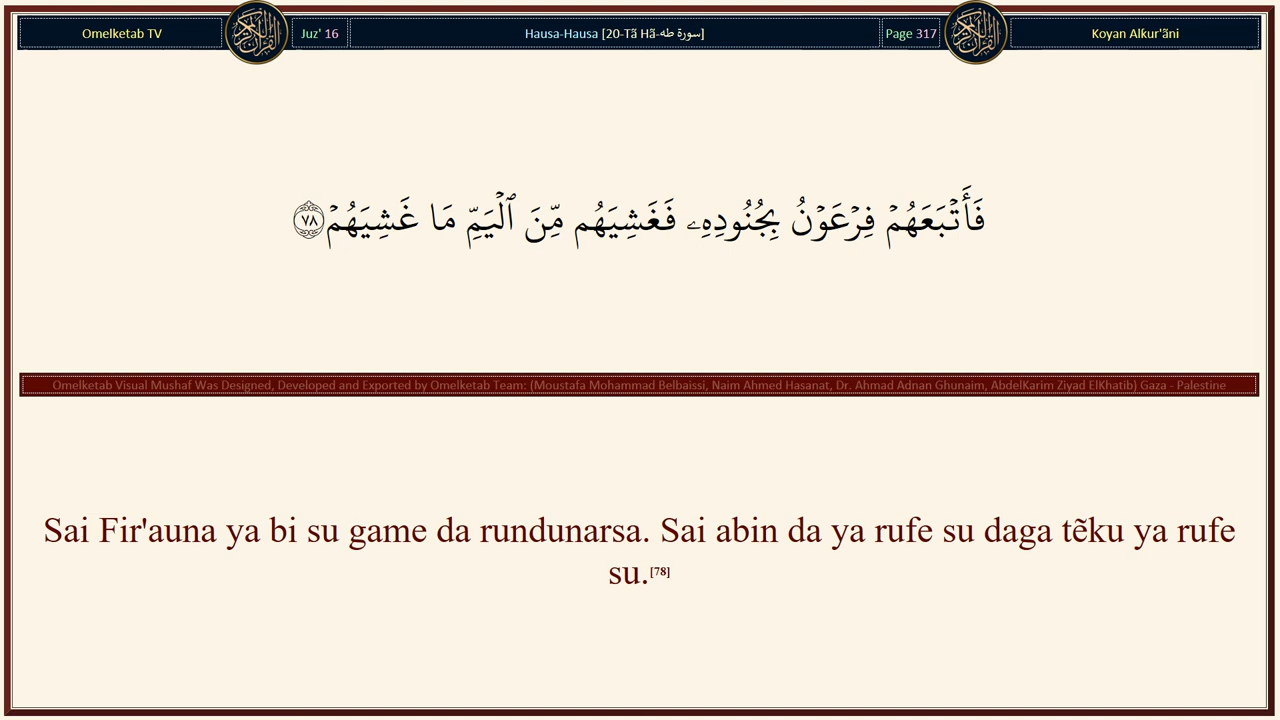 Omelketab TV
Juz' 16
Hausa-Hausa [20-Tã Hã-سورة طه]
Page 317
Koyan Alƙur'ãni
فَأَتۡبَعَهُمۡ فِرۡعَوۡنُ بِجُنُودِهِۦ فَغَشِيَهُم مِّنَ ٱلۡيَمِّ مَا غَشِيَهُمۡ ٧٨
Omelketab Visual Mushaf Was Designed, Developed and Exported by Omelketab Team: (Moustafa Mohammad Belbaissi, Naim Ahmed Hasanat, Dr. Ahmad Adnan Ghunaim, AbdelKarim Ziyad ElKhatib) Gaza - Palestine
Sai Fir'auna ya bi su game da rundunarsa. Sai abin da ya rufe su daga tẽku ya rufe
su.[78]